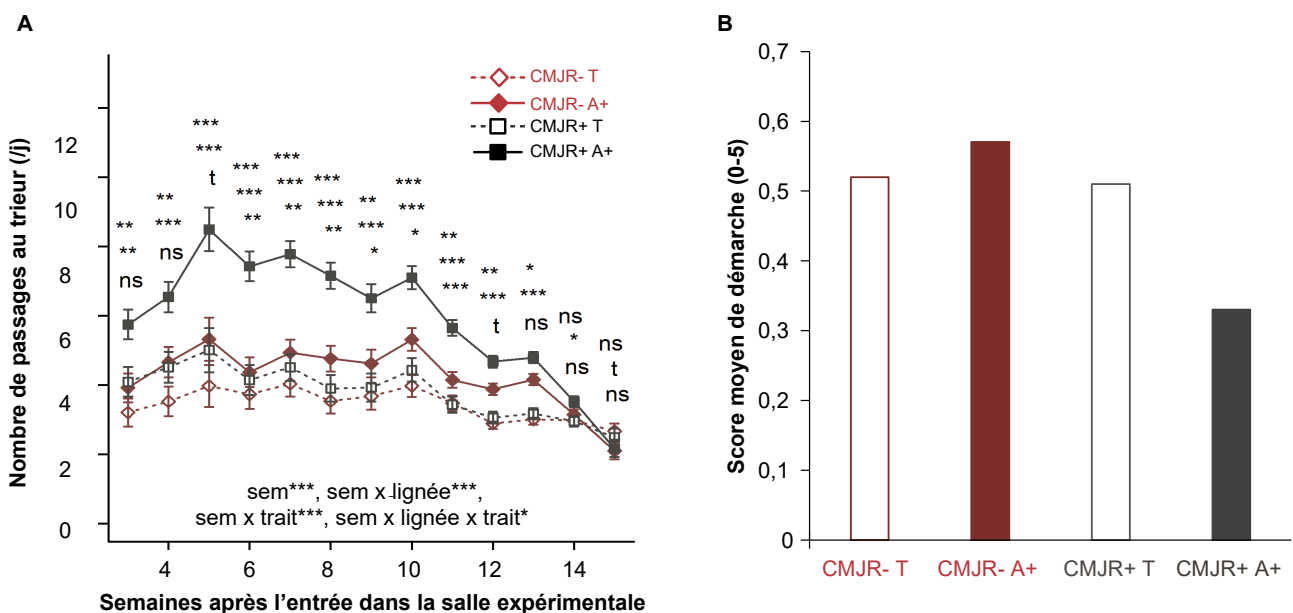 A
Nombre de passages au trieur (/j)
12
10
8
6
4
2
0
CMJR- T
CMJR- A+
CMJR+ T
CMJR+ A+
**
**
ns
**
***
ns
***
***
t
***
***
**
***
***
**
***
***
**
**
***
*
***
***
*
**
***
***
**
***
t
*
***
ns
ns
*
ns
ns
t
ns
sem***, sem x lignée***,
sem x trait***, sem x lignée x trait*
4 6 8 10 12 14
Semaines après l’entrée dans la salle expérimentale
B
Score moyen de démarche (0-5)
0,7
0,6
0,5
0,4
0,3
0,2
0,1
0
CMJR- T CMJR- A+ CMJR+ T CMJR+ A+